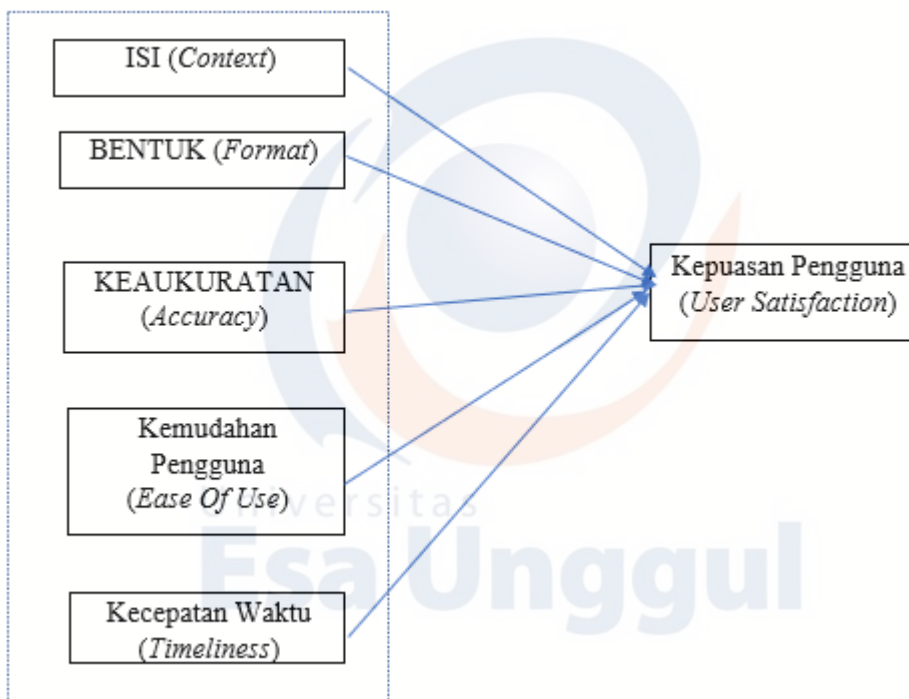 ISI (Context)
BENTUK (Format)
KEAUKURATAN
(Accuracy)
Kemudahan
Pengguna
(Ease Of Use)
Kecepatan Waktu
(Timeliness)
Kepuasan Pengguna
(User Satisfaction)
Universitas
Esa Unggul